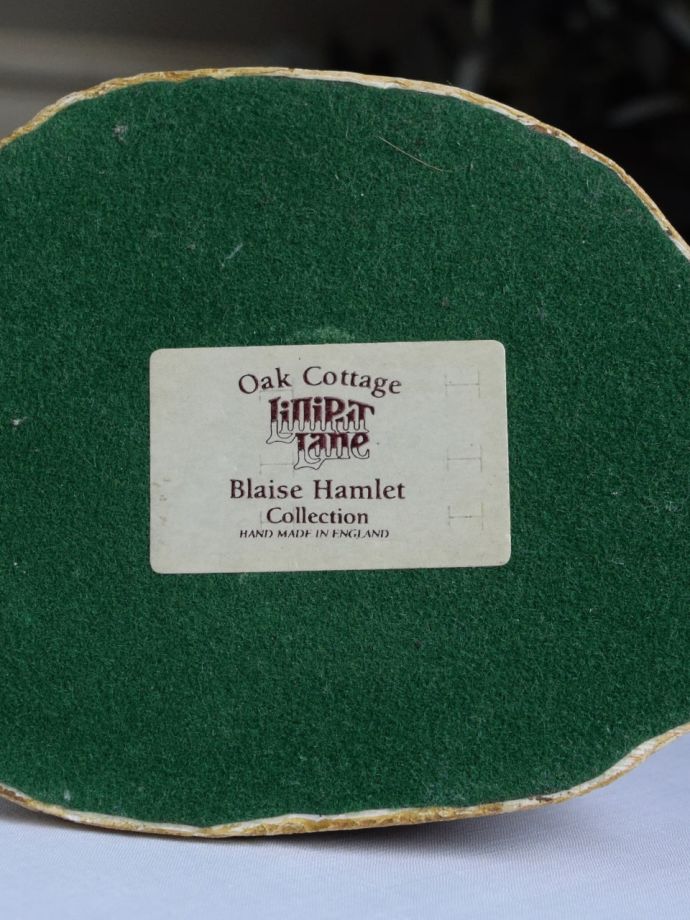 Oak Cottage
LILLIPUT
LANE
Blaise Hamlet
Collection
HAND MADE IN ENGLAND